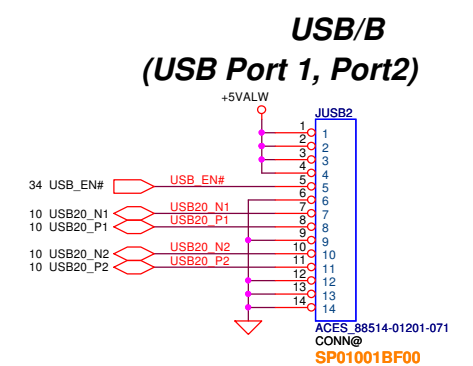 USB/B
(USB Port 1, Port2)
+5VALW
JUSB2
1 1
2 2
3 3
4 4
34 USB_EN# USB_EN# 5 5
6 6
10 USB20_N1 USB20_N1 7 7
10 USB20_P1 USB20_P1 8 8
9 9
10 USB20_N2 USB20_N2 10 10
10 USB20_P2 USB20_P2 11 11
12 12
13 13
14 14
ACES_88514-01201-071
CONN@
SP01001BF00